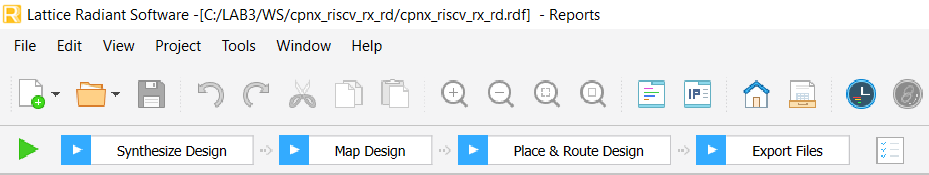 Lattice Radiant Software -[C:/LAB3/WS/cpnx_riscv_rx_rd/cpnx_riscv_rx_rd.rdf] - Reports
File Edit View Project Tools Window Help
IP
Synthesize Design Map Design Place & Route Design Export Files